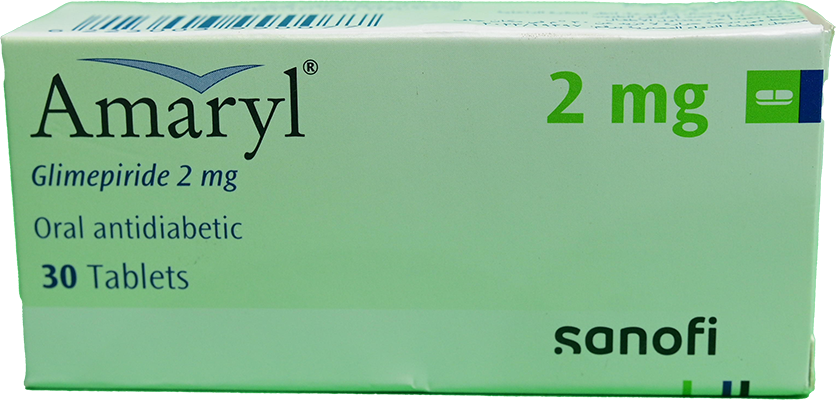 Amaryl®
2 mg
Glimepiride 2 mg
Oral antidiabetic
30 Tablets
sanofi